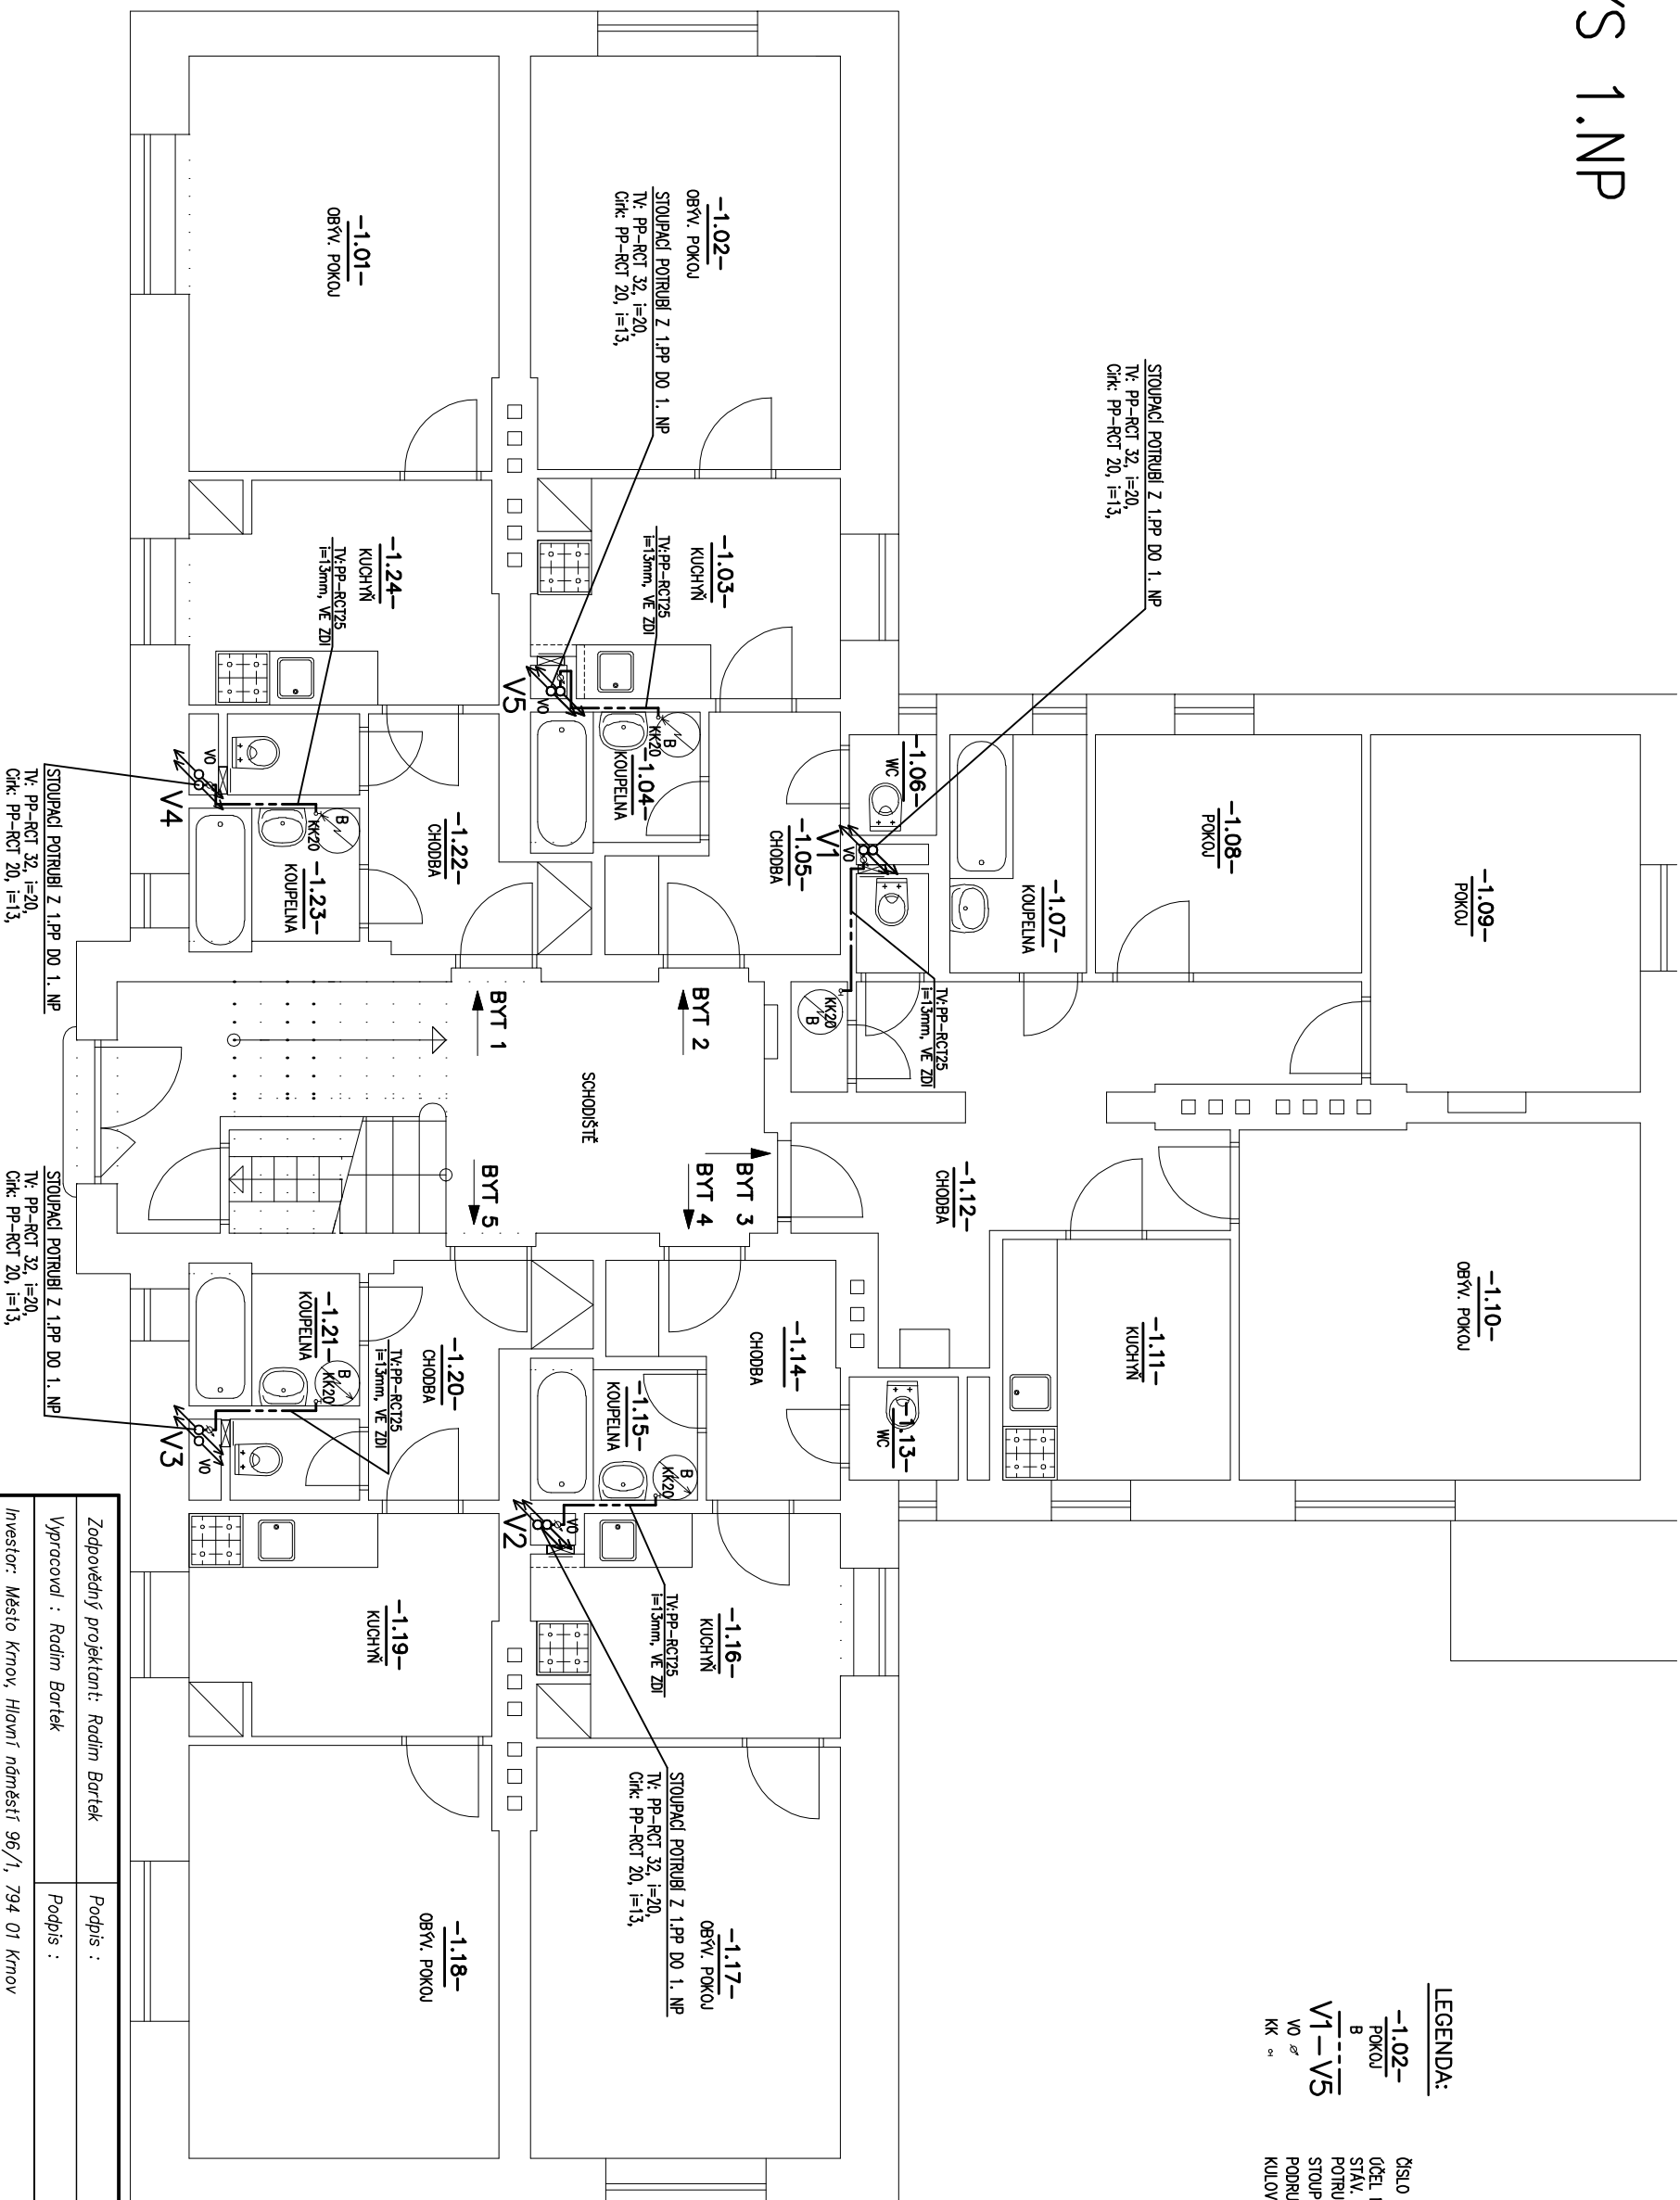 1.NP
STOUPACÍ POTRUBÍ Z 1.PP DO 1. NP
TV: PP-RCT 32, i=20,
Cirk: PP-RCT 20, i=13,
-1.09-
POKOJ
-1.10-
OBÝV. POKOJ
-1.08-
POKOJ
-1.11-
KUCHYŇ
-1.07-
KOUPELNA
-1.12-
CHODBA
-1.06-
WC
-1.13-
WC
TV:PP-RCT25
i=13mm, VE ZDI
KK20
B
V1
VO
-1.05-
CHODBA
-1.14-
CHODBA
BYT 3
BYT 2
BYT 4
SCHODIŠTĚ
BYT 1
BYT 5
-1.02-
OBÝV. POKOJ
STOUPACÍ POTRUBÍ Z 1.PP DO 1. NP
TV: PP-RCT 32, i=20,
Cirk: PP-RCT 20, i=13,
-1.03-
KUCHYŇ
TV:PP-RCT25
i=13mm, VE ZDI
B
KK20
-1.04-
KOUPELNA
VO
V5
-1.15-
KOUPELNA
B
KK20
VO
V2
-1.16-
KUCHYŇ
TV:PP-RCT25
i=13mm, VE ZDI
-1.17-
OBÝV. POKOJ
STOUPACÍ POTRUBÍ Z 1.PP DO 1. NP
TV: PP-RCT 32, i=20,
Cirk: PP-RCT 20, i=13,
-1.01-
OBÝV. POKOJ
-1.24-
KUCHYŇ
TV:PP-RCT25
i=13mm, VE ZDI
-1.22-
CHODBA
B
KK20
-1.23-
KOUPELNA
VO
V4
STOUPACÍ POTRUBÍ Z 1.PP DO 1. NP
TV: PP-RCT 32, i=20,
Cirk: PP-RCT 20, i=13,
-1.20-
CHODBA
TV:PP-RCT25
i=13mm, VE ZDI
-1.21-
KOUPELNA
B
KK20
VO
V3
STOUPACÍ POTRUBÍ Z 1.PP DO 1. NP
TV: PP-RCT 32, i=20,
Cirk: PP-RCT 20, i=13,
-1.19-
KUCHYŇ
-1.18-
OBÝV. POKOJ
LEGENDA:
-1.02- ČÍSLO
POKOJ ÚČEL
B STÁV.
POTRU
V1-V5 STOUP
VO PODRU
KK KULOV
Zodpovědný projektant: Radim Bartek Podpis :
Vypracoval : Radim Bartek Podpis :
Investor: Město Krnov, Hlavní náměstí 96/1, 794 01 Krnov